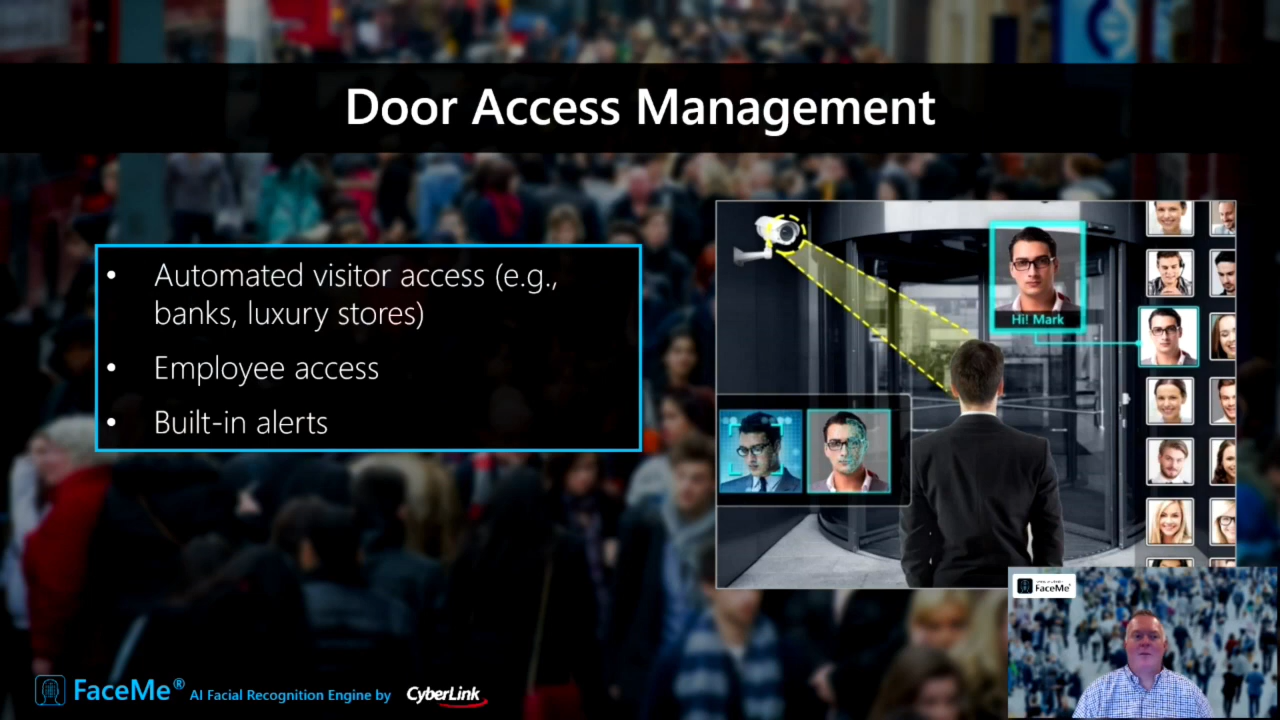 Door Access Management
• Automated visitor access (e.g.,
banks, luxury stores)
• Employee access
• Built-in alerts
Hi! Mark
FaceMe
FaceMe® AI Facial Recognition Engine by CyberLink